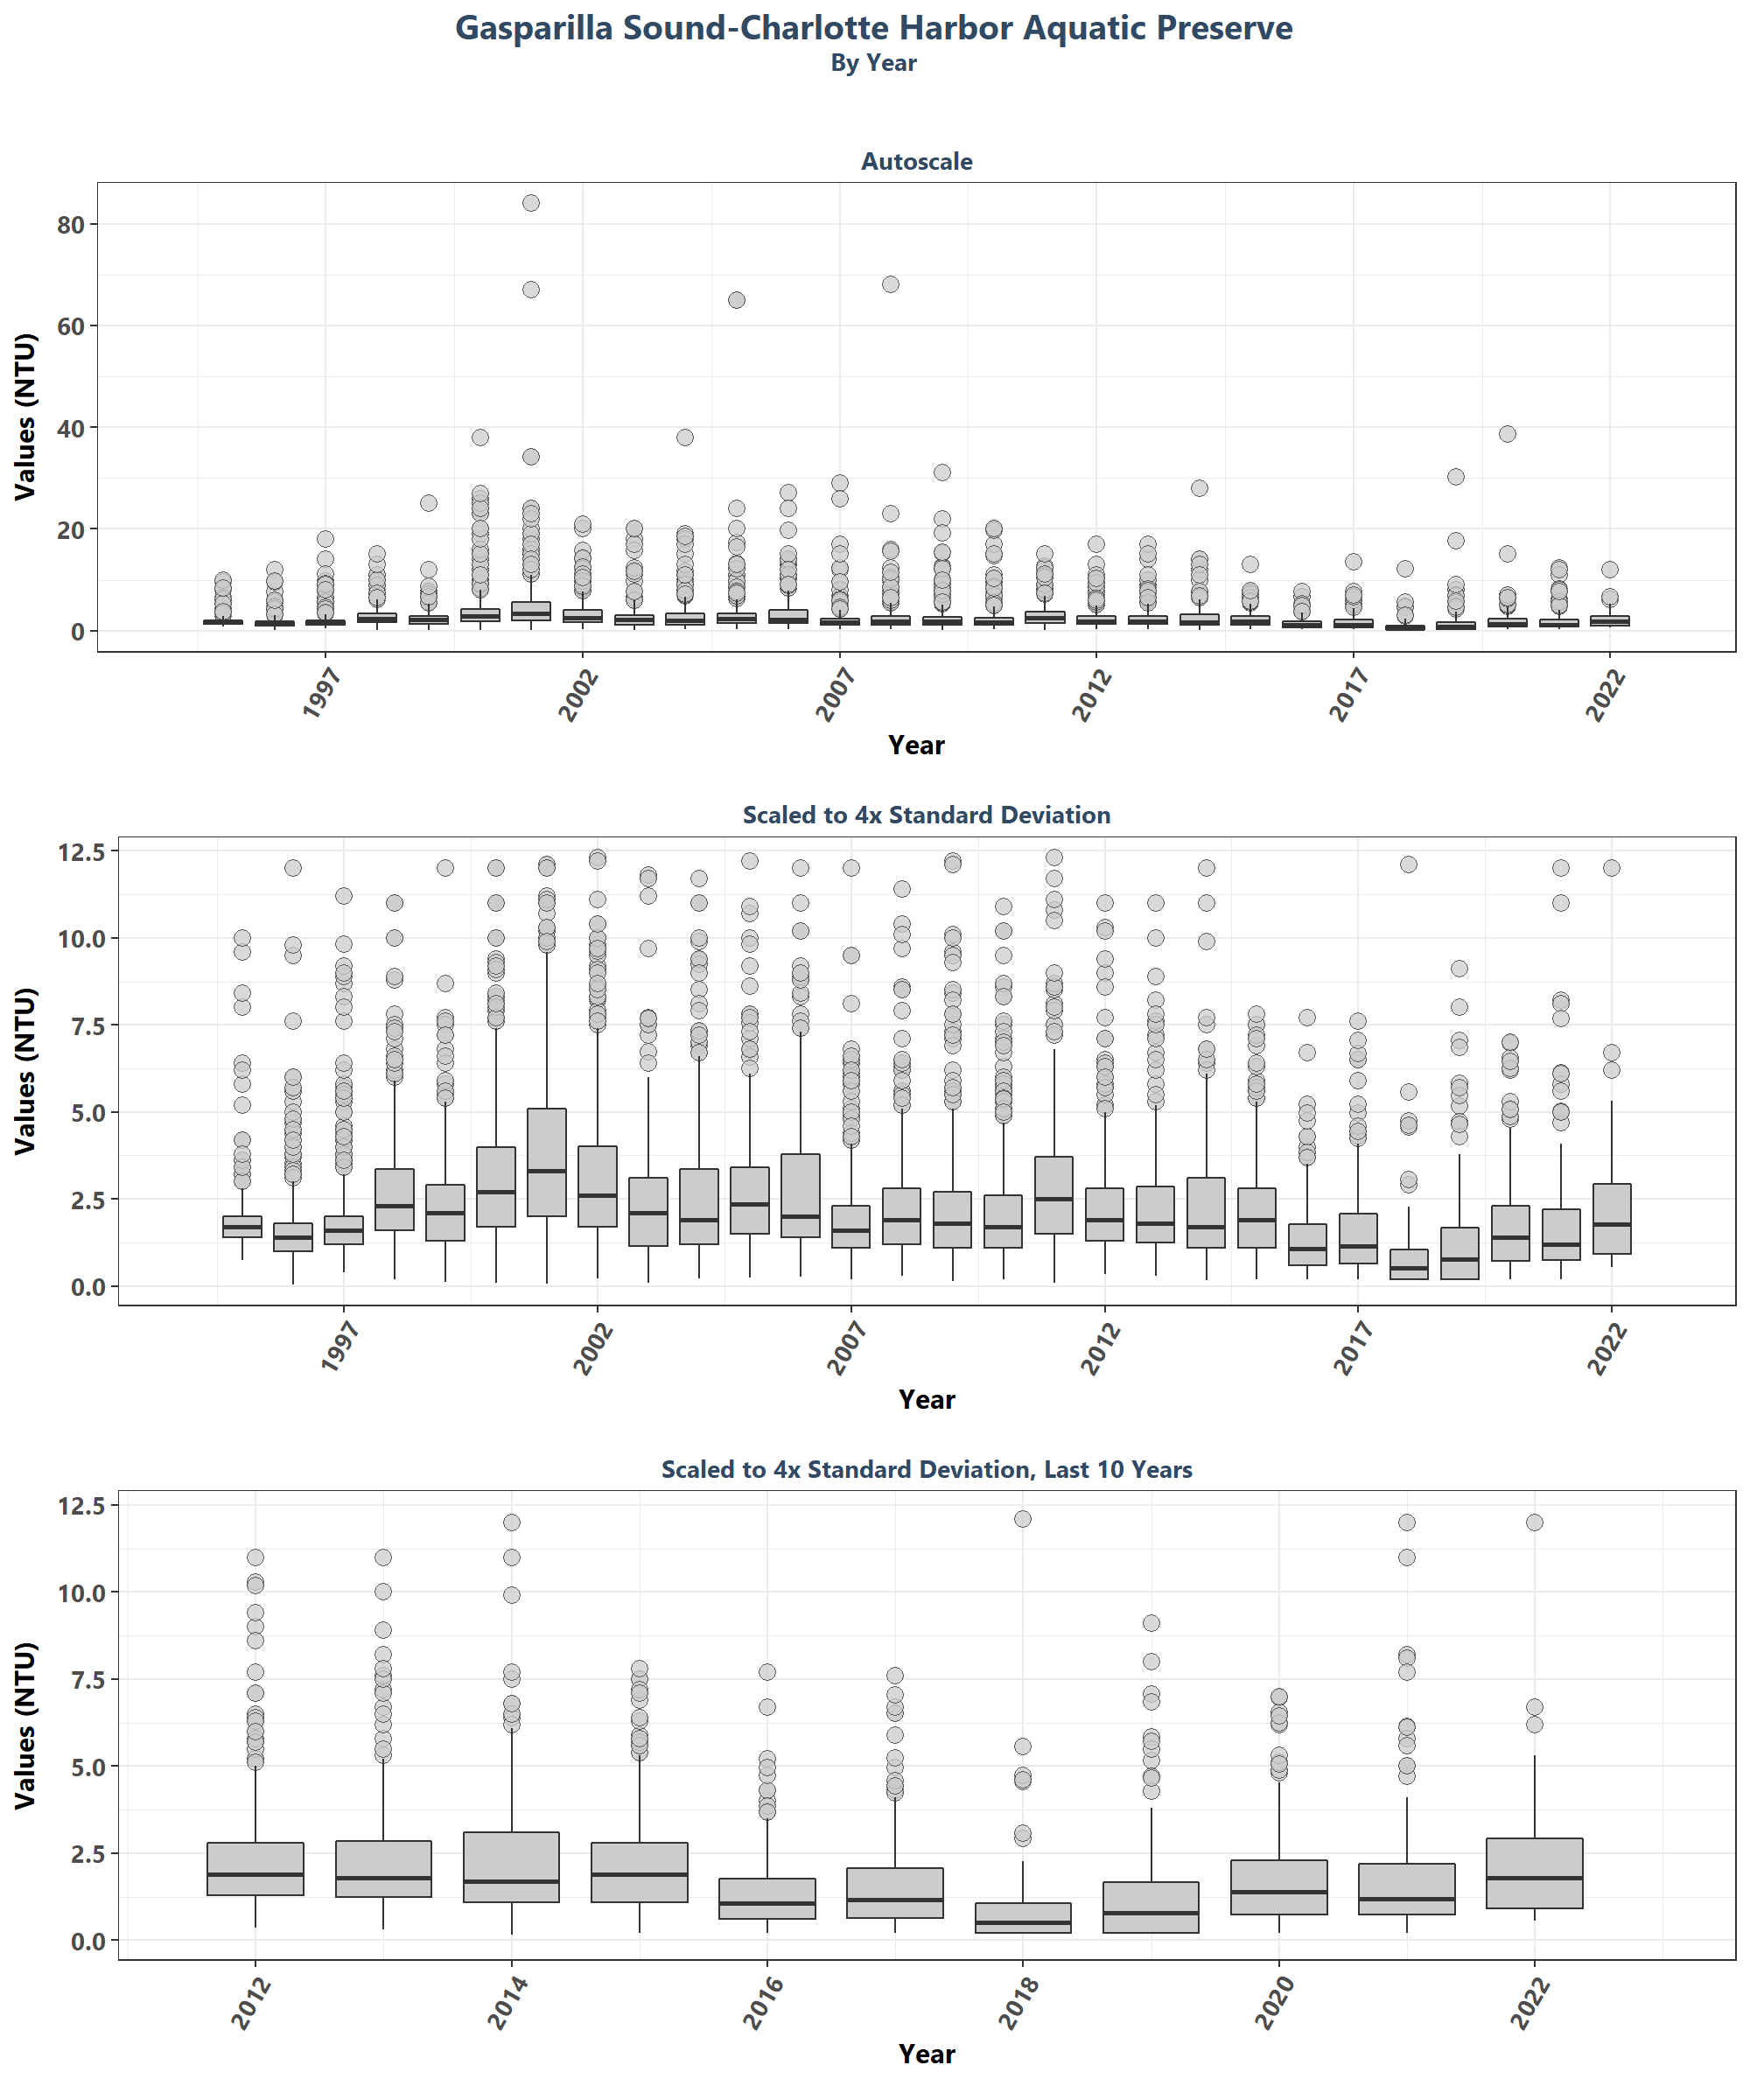 Gasparilla Sound-Charlotte Harbor Aquatic Preserve
By Year
Autoscale
Values (NTU)
80
60
40
20
0
1997 2002 2007 2012 2017 2022
Year
Scaled to 4x Standard Deviation
Values (NTU)
12.5
10.0
7.5
5.0
2.5
0.0
1997 2002 2007 2012 2017 2022
Year
Scaled to 4x Standard Deviation, Last 10 Years
Values (NTU)
12.5
10.0
7.5
5.0
2.5
0.0
2012 2014 2016 2018 2020 2022
Year